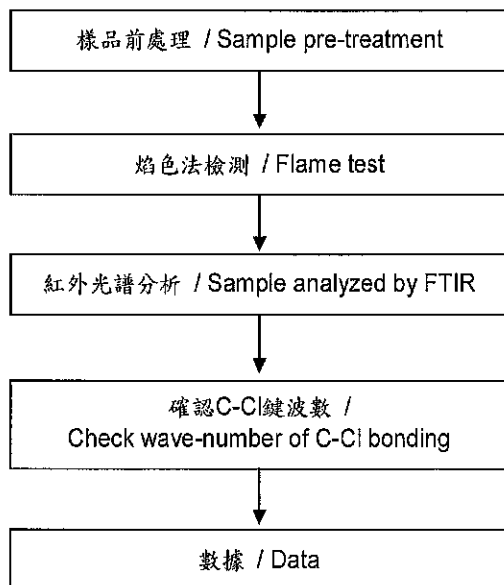 樣品前處理 / Sample pre-treatment
焰色法檢測 / Flame test
紅外光譜分析 / Sample analyzed by FTIR
確認C-Cl鍵波數 /
Check wave-number of C-Cl bonding
數據 / Data